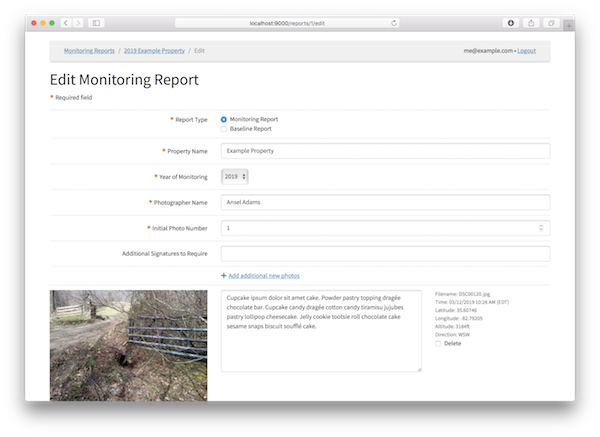 localhost:9000/reports/1/edit
Monitoring Reports / 2019 Example Property / Edit
me@example.com • Logout
Edit Monitoring Report
* Required field
* Report Type
Monitoring Report
Baseline Report
* Property Name
Example Property
* Year of Monitoring
2019
* Photographer Name
Ansel Adams
* Initial Photo Number
1
Additional Signatures to Require
+ Add additional new photos
Cupcake ipsum dolor sit amet cake. Powder pastry topping dragée
chocolate bar. Cupcake candy dragée cotton candy tiramisu jujubes
pastry lollipop cheesecake. Jelly cookie tootsie roll chocolate cake
sesame snaps biscuit soufflé cake.
Filename: DSC00120.jpg
Time: 03/12/2019 10:26 AM (EDT)
Latitude: 35.60746
Longitude: -82.79205
Altitude: 3164ft
Direction: WSW
Delete